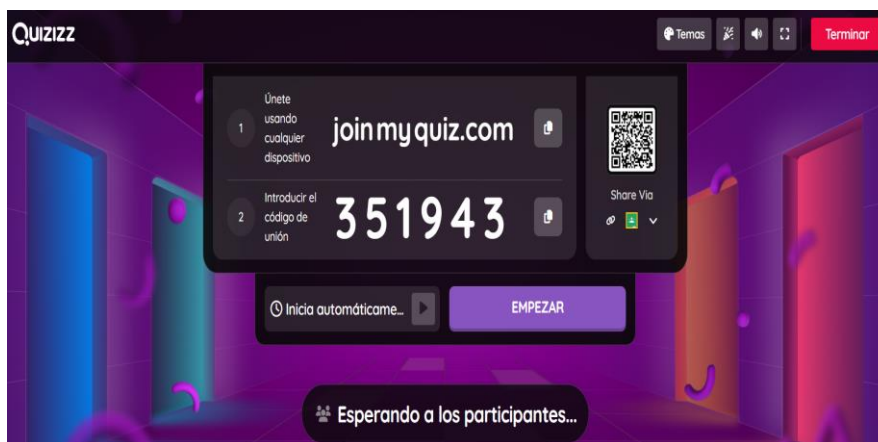 QUIZIZZ
Temas
Terminar
1
Únete
usando
cualquier
dispositivo
joinmyquiz.com
2
Introducir el
código de
unión
351943
Share Via
Inicia automáticame...
EMPEZAR
Esperando a los participantes...